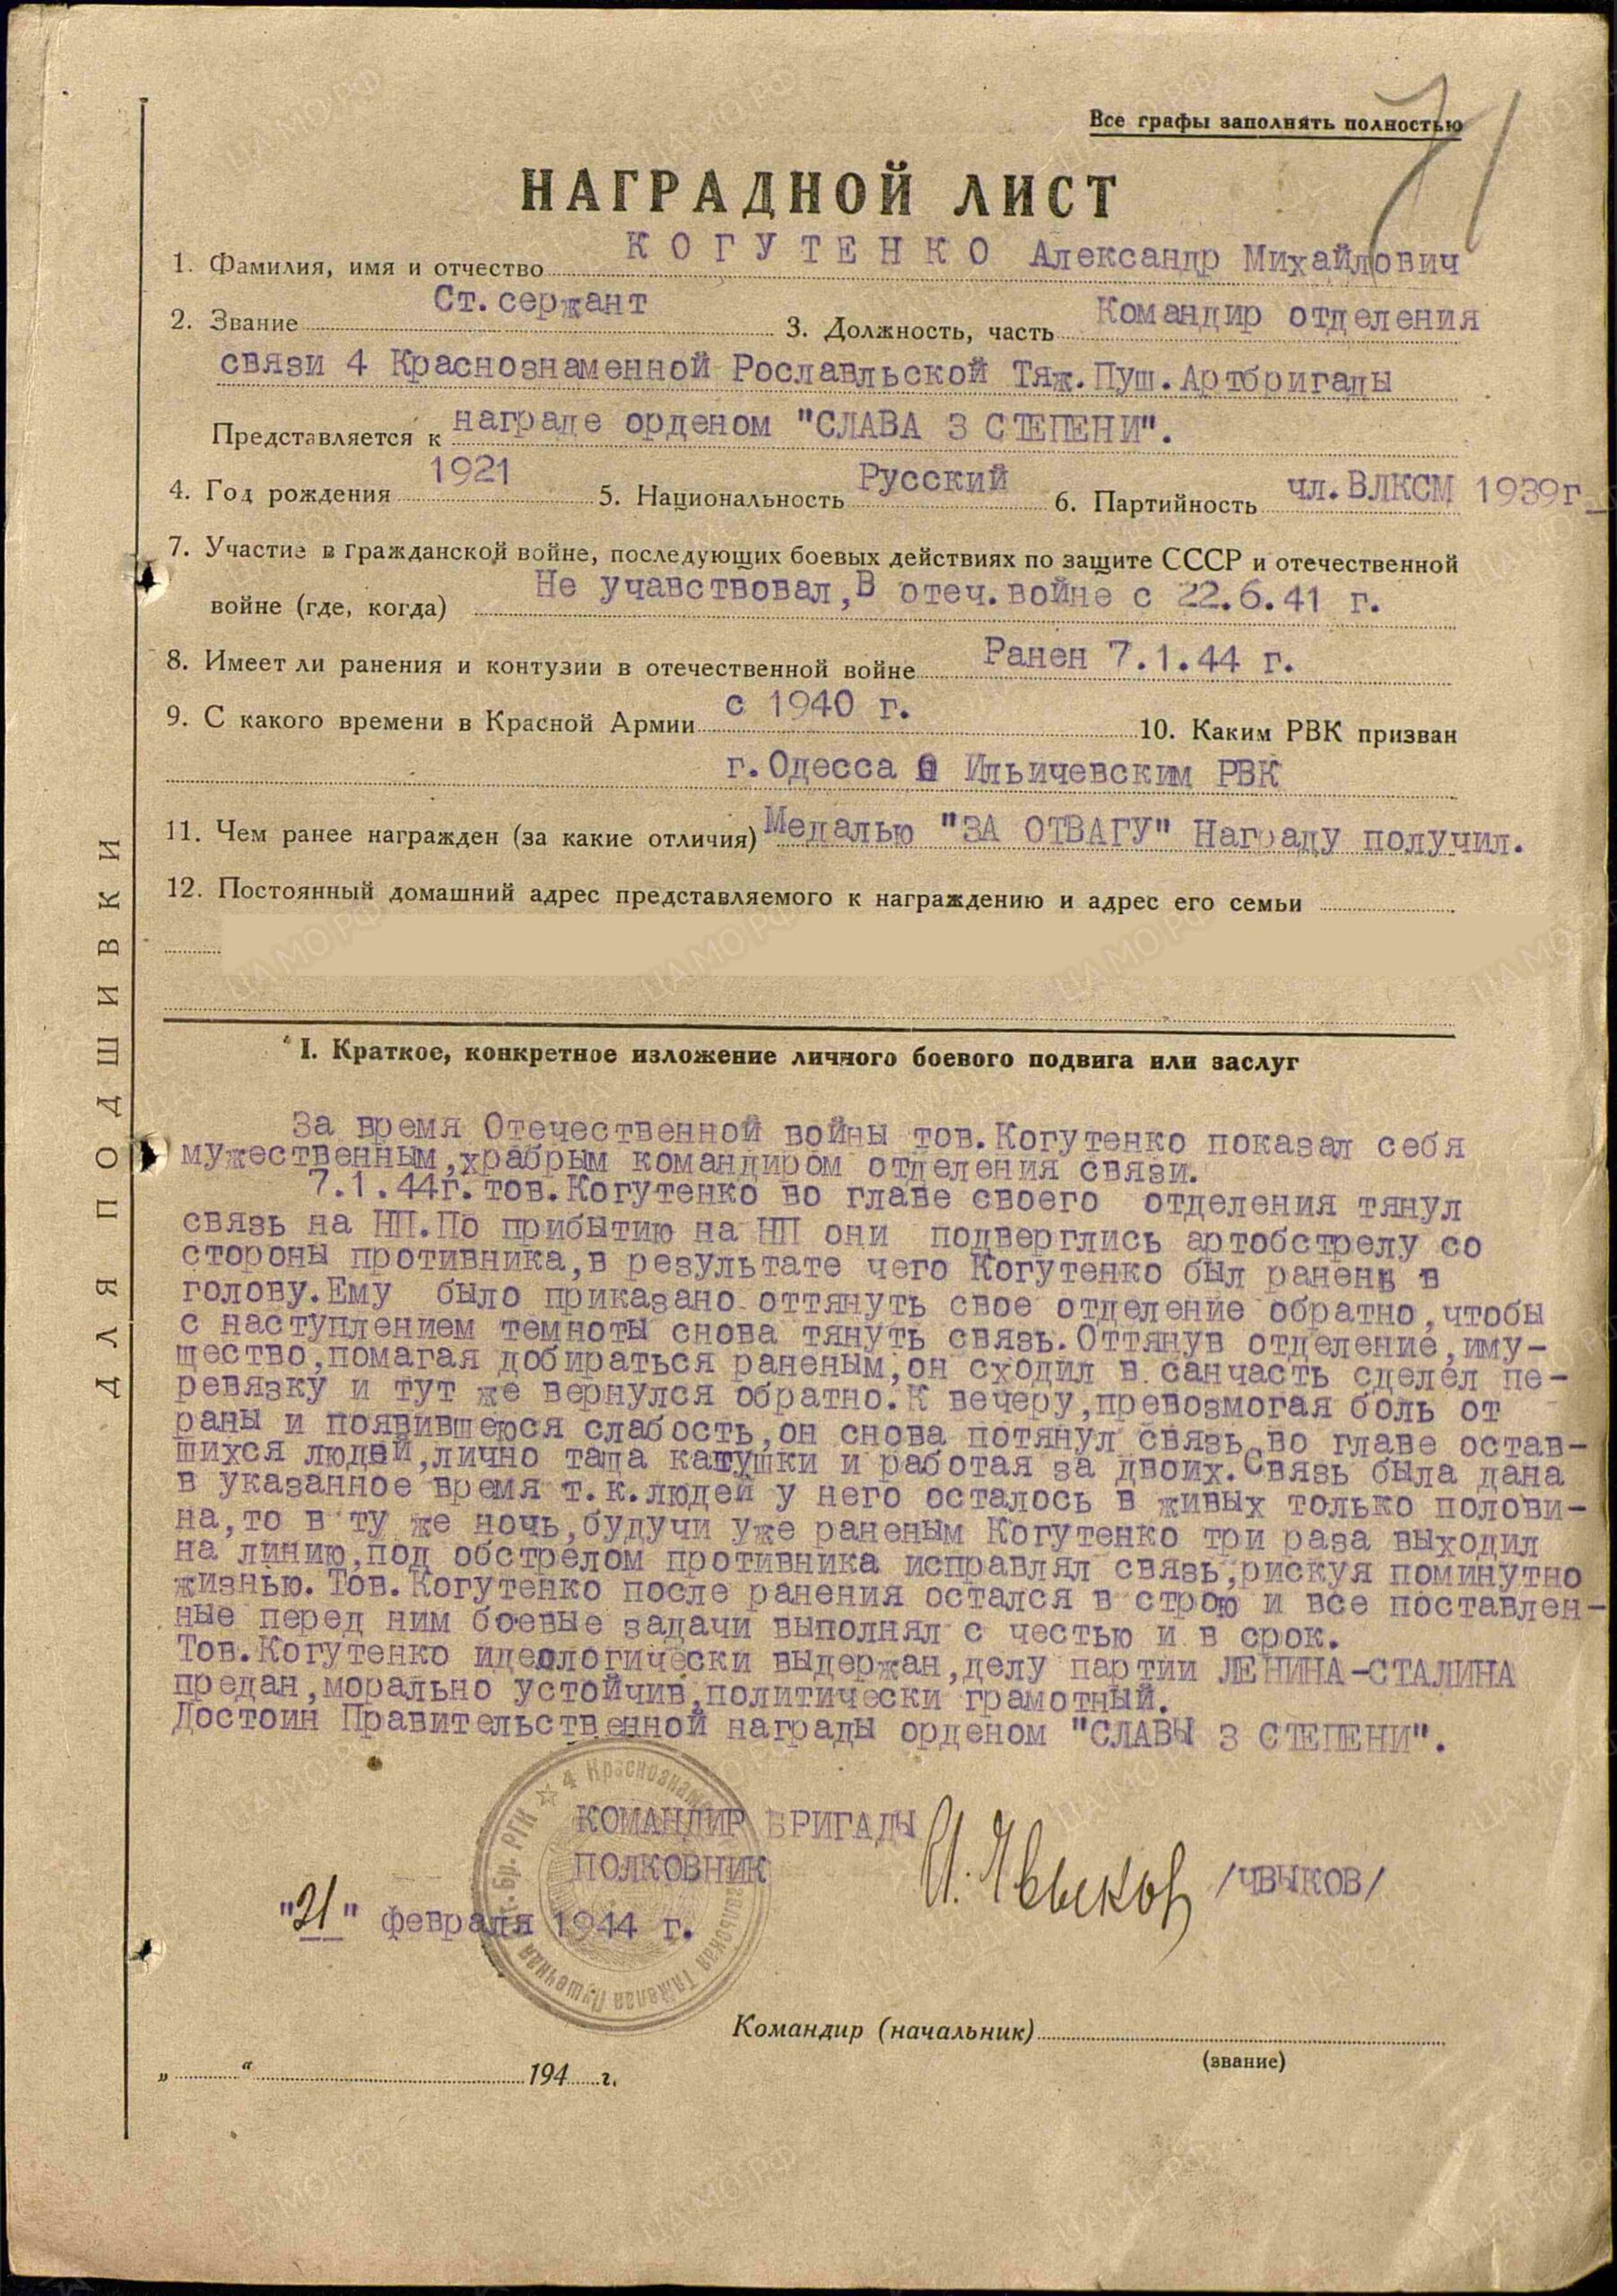 Все графы заполнять полностью
71
НАГРАДНОЙ ЛИСТ
1. Фамилия, имя и отчество КОГУТЕНКО Александр Михайлович
2. Звание Ст.сержант 3. Должность, часть Командир отделения
связи 4 Краснознаменной Рославльской Тяж.Пуш.Артбригады
Представляется к награде орденом "СЛАВА 3 СТЕПЕНИ".
4. Год рождения 1921 5. Национальность Русский 6. Партийность чл.ВЛКСМ 1939г
7. Участие в гражданской войне, последующих боевых действиях по защите СССР и отечественной
войне (где, когда) Не учавствовал,В отеч.войне с 22.6.41 г.
8. Имеет ли ранения и контузии в отечественной войне Ранен 7.1.44 г.
9. С какого времени в Красной Армии с 1940 г. 10. Каким РВК призван
г.Одесса Ильичевским РВК
11. Чем ранее награжден (за какие отличия) Медалью "ЗА ОТВАГУ" Награду получил.
12. Постоянный домашний адрес представляемого к награждению и адрес его семьи
I. Краткое, конкретное изложение личного боевого подвига или заслуг
За время Отечественной войны тов.Когутенко показал себя
мужественным,храбрым командиром отделения связи.
7.1.44г.тов.Когутенко во главе своего отделения тянул
связь на НП.По прибытию на НП они подверглись артобстрелу со
стороны противника,в результате чего Когутенко был ранен в
голову.Ему было приказано оттянуть свое отделение обратно,чтобы
с наступлением темноты снова тянуть связь.Оттянув отделение,иму-
щество,помагая добираться раненым,он сходил в санчасть сделел пе-
ревязку и тут же вернулся обратно.К вечеру,превозмогая боль от
раны и появившеюся слабость,он снова потянул связь во главе остав-
шихся людей,лично таща катушки и работая за двоих.Связь была дана
в указанное время т.к.людей у него осталось в живых только полови-
на,то в ту же ночь,будучи уже раненым Когутенко три раза выходил
на линию,под обстрелом противника исправлял связь,рискуя поминутно
жизнью.Тов.Когутенко после ранения остался в строю и все поставлен-
ные перед ним боевые задачи выполнял с честью и в срок.
Тов.Когутенко идеологически выдержан,делу партии ЛЕНИНА-СТАЛИНА
предан,морально устойчив,политически грамотный.
Достоин Правительственной награды орденом "СЛАВЫ 3 СТЕПЕНИ".
КОМАНДИР БРИГАДЫ
ПОЛКОВНИК И. Чвыков /ЧВЫКОВ/
"21" февраля 1944 г.
Командир (начальник)
(звание)
„ “ 194 г.
ДЛЯ ПОДШИВКИ
ЦАМО РФ